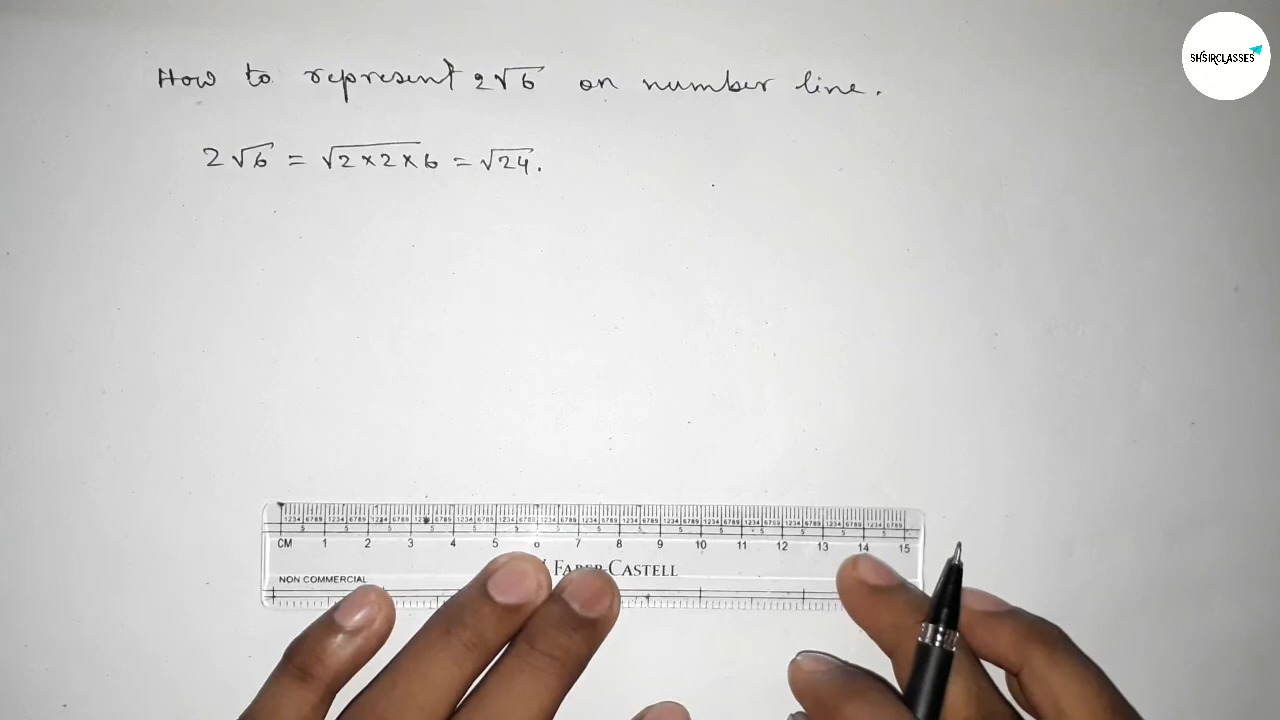 SHSIRCLASSES
How to represent 2√6 on number line.
2√6 = √2×2×6 = √24.
CM 1 2 3 4 5 6 7 8 9 10 11 12 13 14 15
FABER-CASTELL
NON COMMERCIAL